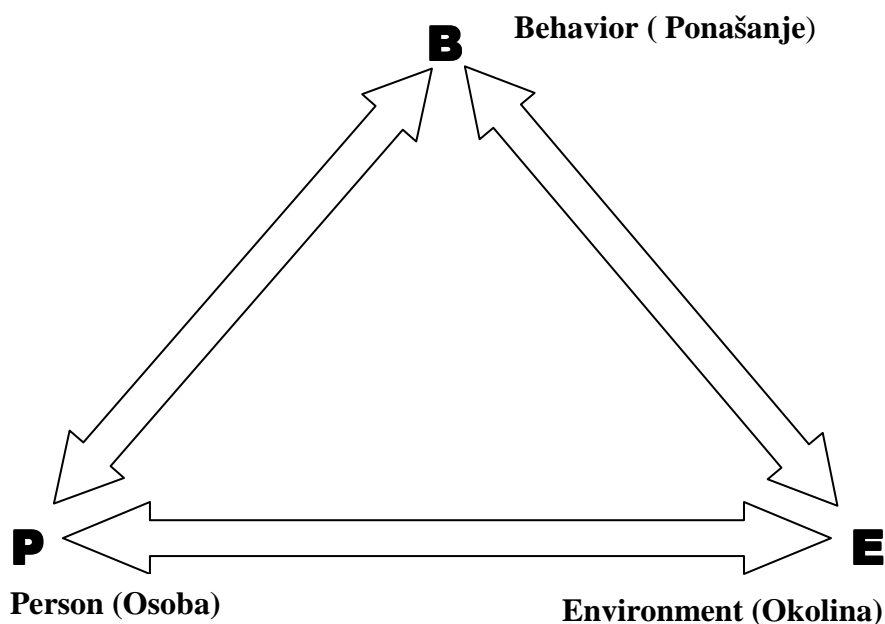 Behavior ( Ponašanje)
B
P
E
Person (Osoba)
Environment (Okolina)